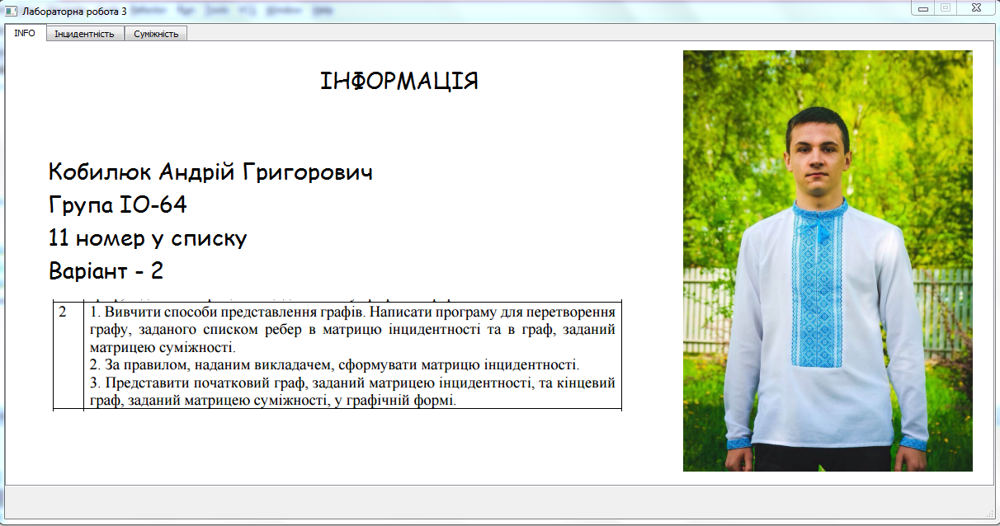 Лабораторна робота 3
INFO
Інцидентність
Суміжність
ІНФОРМАЦІЯ
Кобилюк Андрій Григорович
Група ІО-64
11 номер у списку
Варіант - 2
2
1. Вивчити способи представлення графів. Написати програму для перетворення
графу, заданого списком ребер в матрицю інцидентності та в граф, заданий
матрицею суміжності.
2. За правилом, наданим викладачем, сформувати матрицю інцидентності.
3. Представити початковий граф, заданий матрицею інцидентності, та кінцевий
граф, заданий матрицею суміжності, у графічній формі.